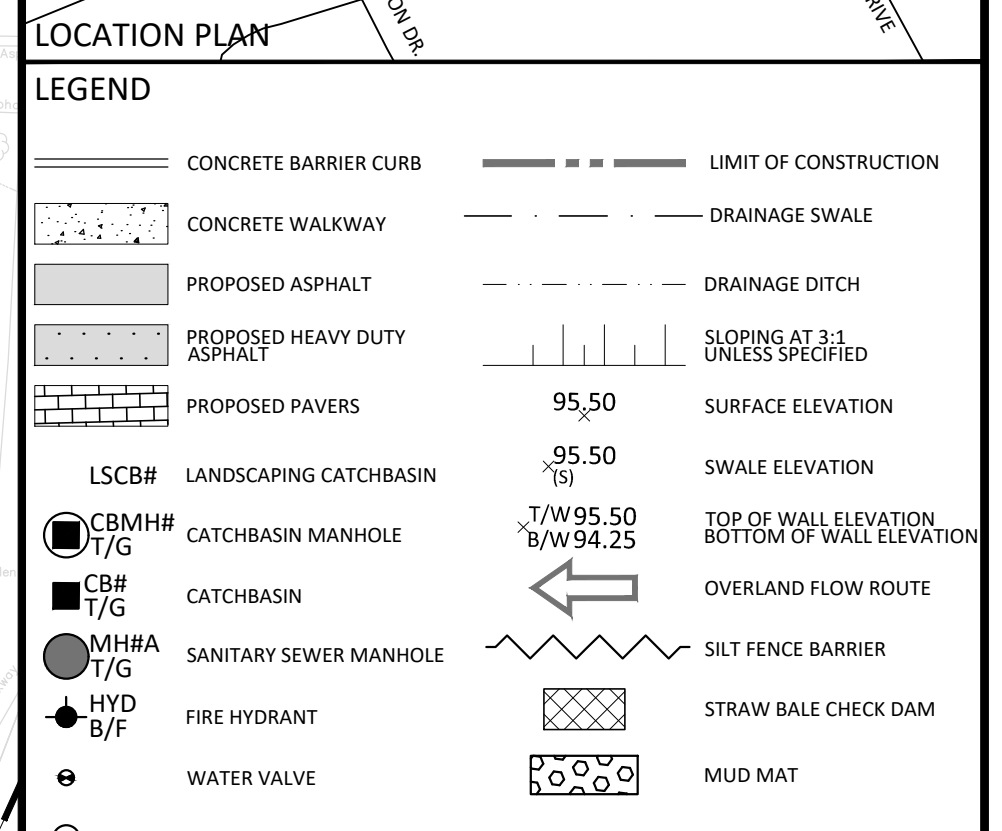 ON DR.
RIVE
LOCATION PLAN
LEGEND
CONCRETE BARRIER CURB
CONCRETE WALKWAY
PROPOSED ASPHALT
PROPOSED HEAVY DUTY
ASPHALT
PROPOSED PAVERS
LSCB# LANDSCAPING CATCHBASIN
CBMH#
T/G
CATCHBASIN MANHOLE
CB#
T/G
CATCHBASIN
MH#A
T/G
SANITARY SEWER MANHOLE
HYD
B/F
FIRE HYDRANT
WATER VALVE
LIMIT OF CONSTRUCTION
DRAINAGE SWALE
DRAINAGE DITCH
SLOPING AT 3:1
UNLESS SPECIFIED
95.50 SURFACE ELEVATION
95.50
(S)
SWALE ELEVATION
T/W 95.50
B/W 94.25
TOP OF WALL ELEVATION
BOTTOM OF WALL ELEVATION
OVERLAND FLOW ROUTE
SILT FENCE BARRIER
STRAW BALE CHECK DAM
MUD MAT